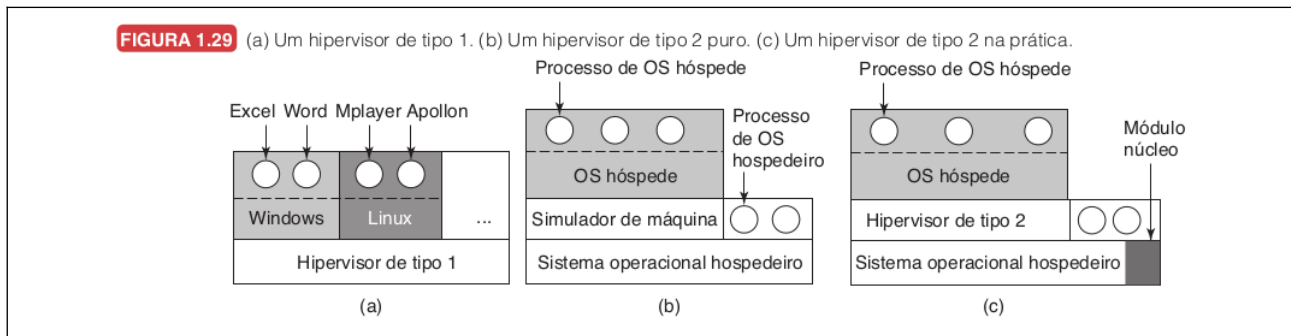 FIGURA 1.29 (a) Um hipervisor de tipo 1. (b) Um hipervisor de tipo 2 puro. (c) Um hipervisor de tipo 2 na prática.
Excel Word Mplayer Apollon
Windows Linux ...
Hipervisor de tipo 1
(a)
Processo de OS hóspede
Processo
de OS
hospedeiro
OS hóspede
Simulador de máquina
Sistema operacional hospedeiro
(b)
Processo de OS hóspede
Módulo
núcleo
OS hóspede
Hipervisor de tipo 2
Sistema operacional hospedeiro
(c)